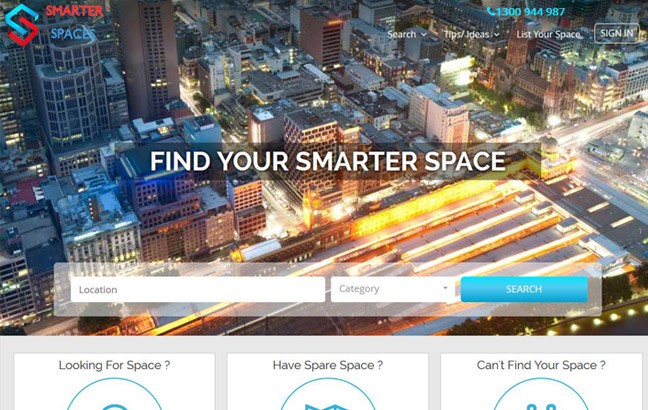 SMARTER
SPACES
1300 944 987
Search
Tips/ Ideas
List Your Space
SIGN IN
FIND YOUR SMARTER SPACE
Location
Category
SEARCH
Looking For Space ?
Have Spare Space ?
Can't Find Your Space ?